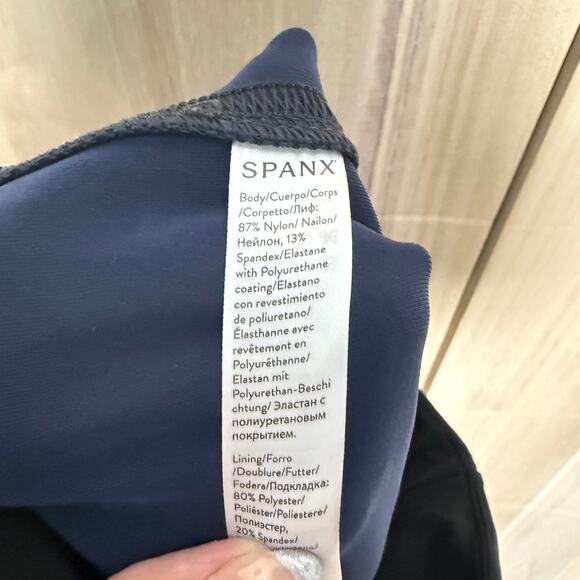 SPANX
Body/Cuerpo/Corps
/Corpetto/Лиф:
87% Nylon/ Nailon/
Нейлон, 13%
Spandex/Elastane
with Polyurethane
coating/Elastano
con revestimiento
de poliuretano/
Élasthanne avec
revêtement en
Polyuréthanne/
Elastan mit
Polyurethan-Beschi
chtung/ Эластан с
полиуретановым
покрытием.
Lining/Forro
/Doublure/Futter/
Fodera/Подкладка:
80% Polyester/
Poliéster/Poliestere/
Полиэстер,
20% Spandex/